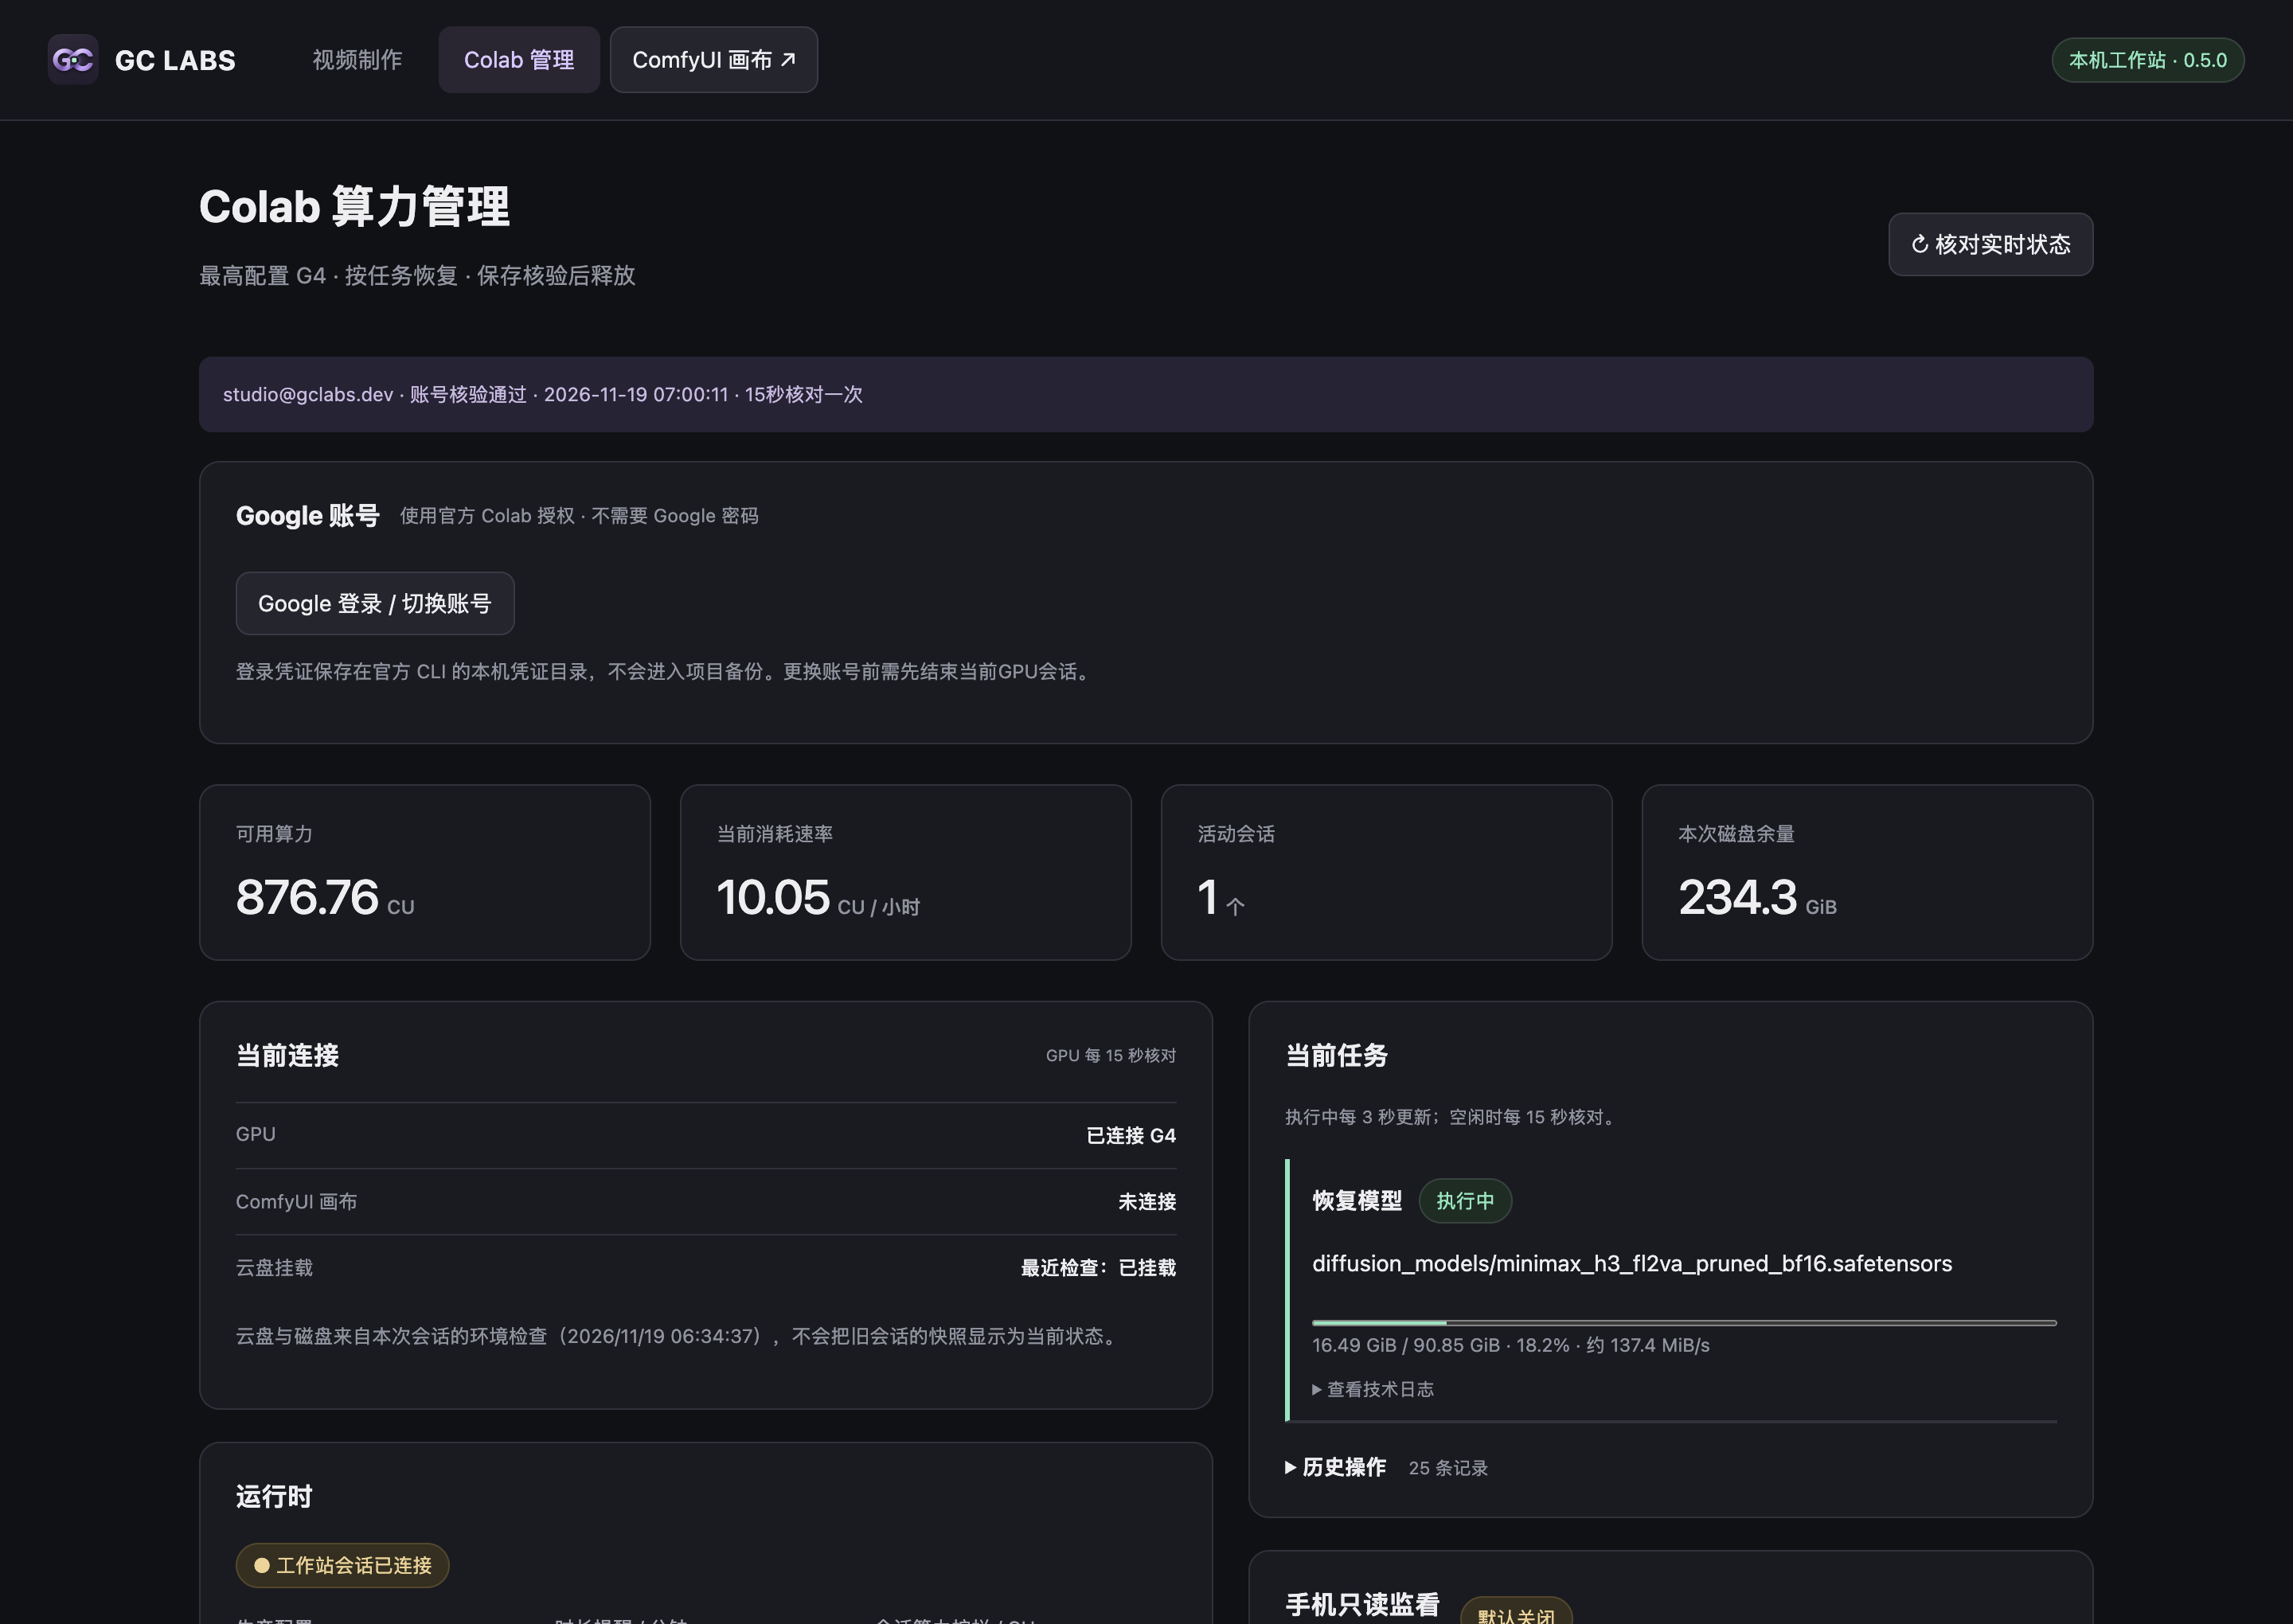 GC LABS
视频制作
Colab 管理
ComfyUI 画布 ↗
本机工作站 · 0.5.0
Colab 算力管理
最高配置 G4 · 按任务恢复 · 保存核验后释放
↻ 核对实时状态
studio@gclabs.dev · 账号核验通过 · 2026-11-19 07:00:11 · 15秒核对一次
Google 账号 使用官方 Colab 授权 · 不需要 Google 密码
Google 登录 / 切换账号
登录凭证保存在官方 CLI 的本机凭证目录，不会进入项目备份。更换账号前需先结束当前GPU会话。
可用算力
876.76 CU
当前消耗速率
10.05 CU / 小时
活动会话
1 个
本次磁盘余量
234.3 GiB
当前连接
GPU 每 15 秒核对
GPU
已连接 G4
ComfyUI 画布
未连接
云盘挂载
最近检查：已挂载
云盘与磁盘来自本次会话的环境检查（2026/11/19 06:34:37），不会把旧会话的快照显示为当前状态。
当前任务
执行中每 3 秒更新；空闲时每 15 秒核对。
恢复模型 执行中
diffusion_models/minimax_h3_fl2va_pruned_bf16.safetensors
16.49 GiB / 90.85 GiB · 18.2% · 约 137.4 MiB/s
▶ 查看技术日志
▶ 历史操作 25 条记录
运行时
工作站会话已连接
手机只读监看 默认关闭